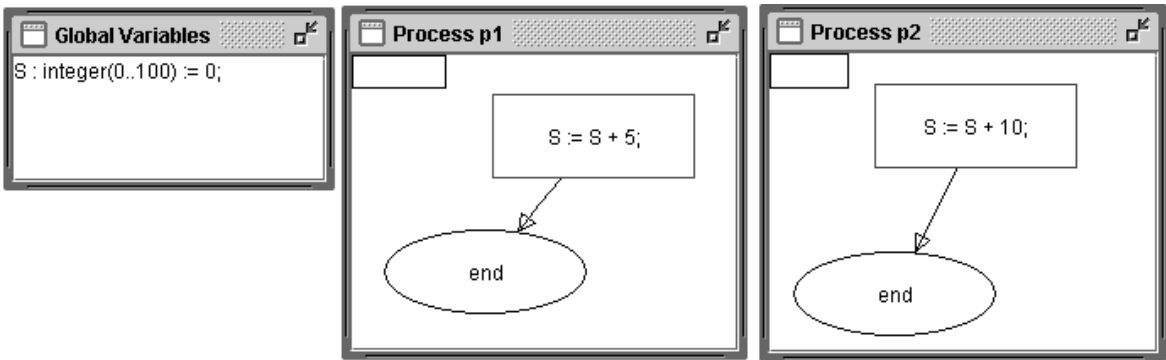 Global Variables
S : integer(0..100) := 0;
Process p1
S := S + 5;
end
Process p2
S := S + 10;
end